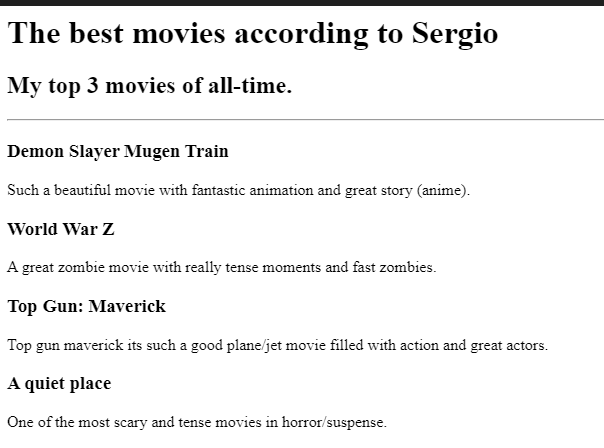 The best movies according to Sergio
My top 3 movies of all-time.
Demon Slayer Mugen Train
Such a beautiful movie with fantastic animation and great story (anime).
World War Z
A great zombie movie with really tense moments and fast zombies.
Top Gun: Maverick
Top gun maverick its such a good plane/jet movie filled with action and great actors.
A quiet place
One of the most scary and tense movies in horror/suspense.